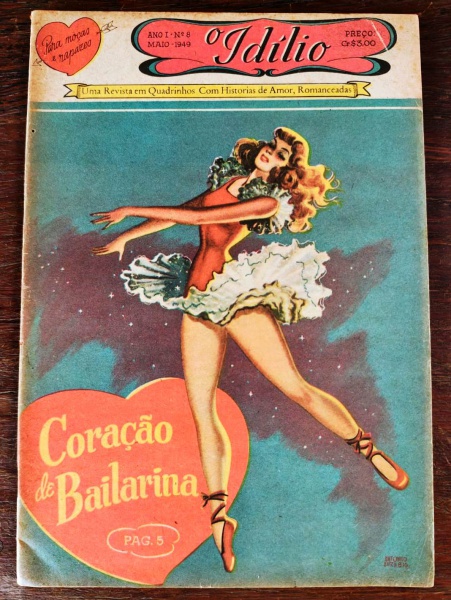 Para moças
e rapazes
ANO I - Nº 8
MAIO - 1949
O Idílio
PREÇO:
Cr$3,00
Uma Revista em Quadrinhos Com Historias de Amor, Romanceadas
Coração
de Bailarina
PAG. 5